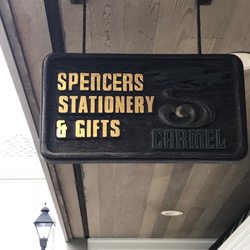 SPENCERS
STATIONERY
& GIFTS
CARMEL